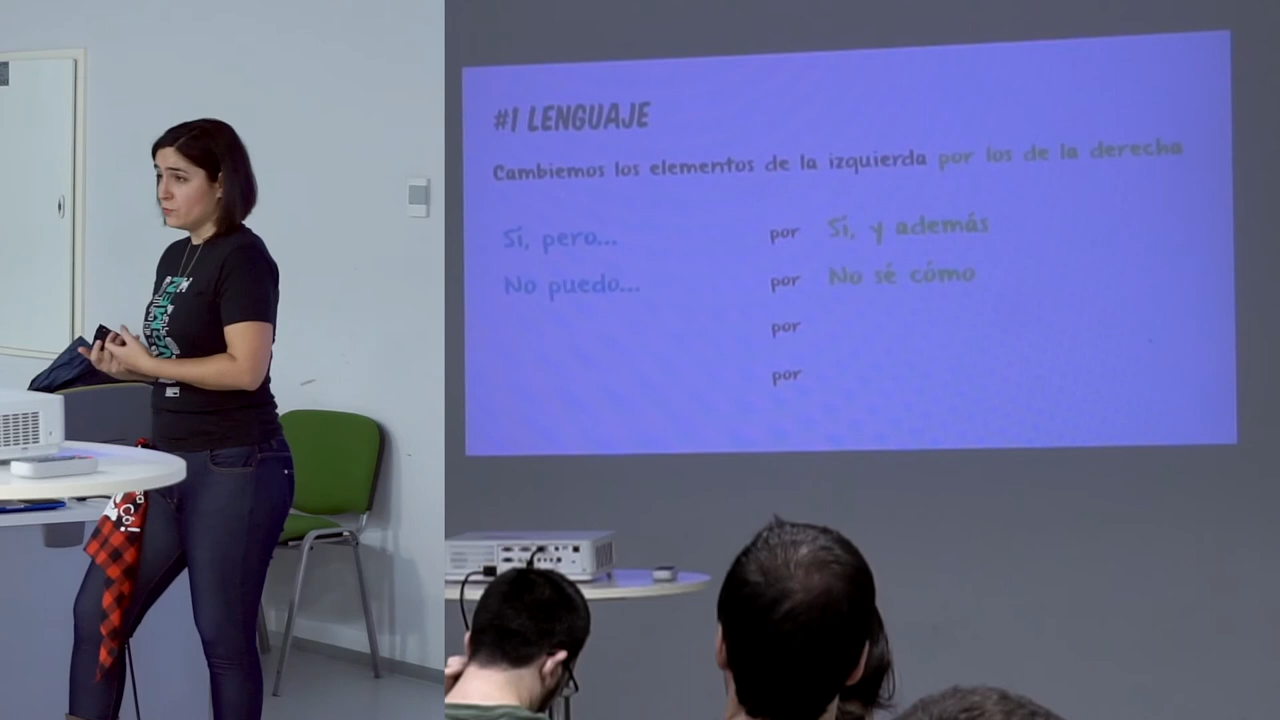 #1 LENGUAJE
Cambiemos los elementos de la izquierda por los de la derecha
Sí, pero... por Sí, y además
No puedo... por No sé cómo
por
por